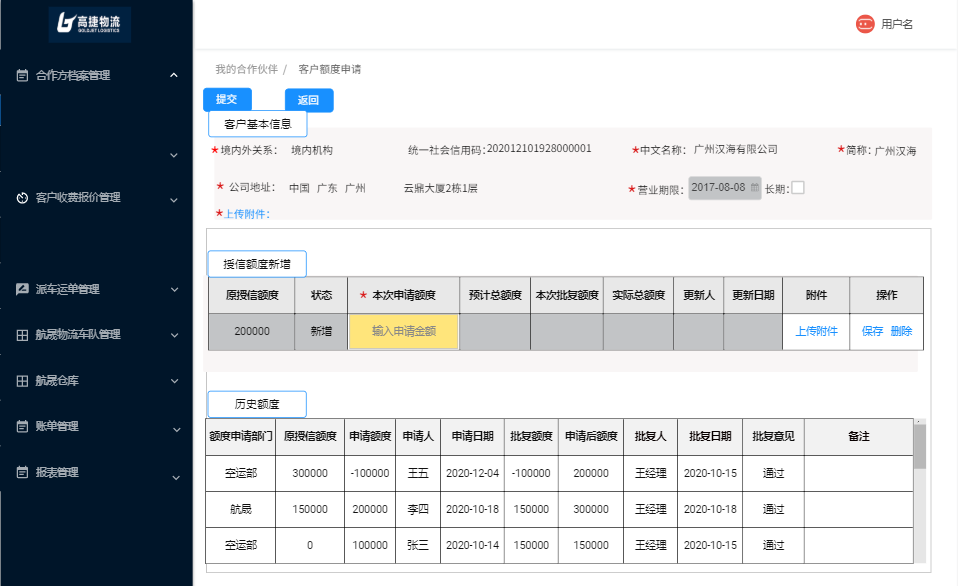 高捷物流
GOLDJET LOGISTICS
用户名
合作方档案管理
客户收费报价管理
派车运单管理
航晟物流车队管理
航晟仓库
账单管理
报表管理
我的合作伙伴 / 客户额度申请
提交 返回
客户基本信息
*境内外关系: 境内机构 统一社会信用码:202012101928000001 *中文名称: 广州汉海有限公司 *简称: 广州汉海
* 公司地址: 中国 广东 广州 云鼎大厦2栋1层 *营业期限: 2017-08-08 长期:
*上传附件:
授信额度新增
原授信额度 状态 * 本次申请额度 预计总额度 本次批复额度 实际总额度 更新人 更新日期 附件 操作
200000 新增 输入申请金额 上传附件 保存 删除
历史额度
额度申请部门 原授信额度 申请额度 申请人 申请日期 批复额度 申请后额度 批复人 批复日期 批复意见 备注
空运部 300000 -100000 王五 2020-12-04 -100000 200000 王经理 2020-10-15 通过
航晟 150000 200000 李四 2020-10-18 150000 300000 王经理 2020-10-18 通过
空运部 0 100000 张三 2020-10-14 150000 150000 王经理 2020-10-15 通过